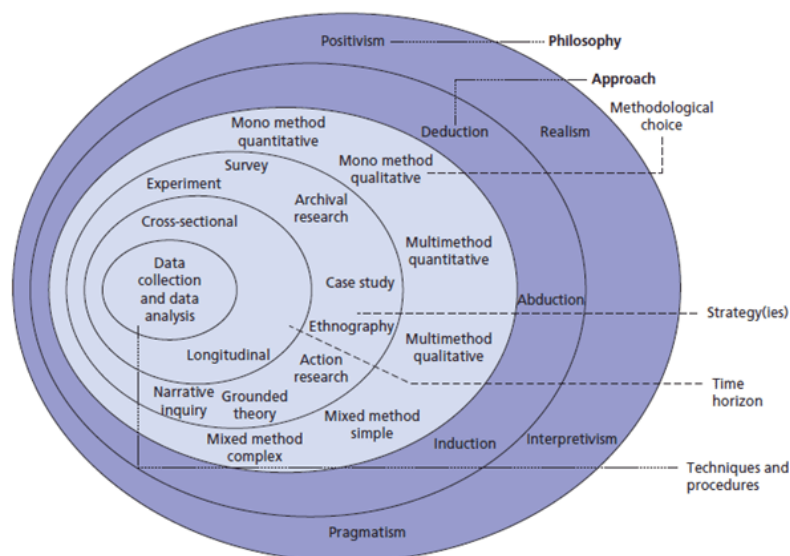 Positivism
Philosophy
Approach
Methodological
choice
Mono method
quantitative
Deduction
Realism
Survey
Mono method
qualitative
Experiment
Archival
research
Cross-sectional
Multimethod
quantitative
Data
collection
and data
analysis
Case study
Abduction
Strategy(ies)
Ethnography
Multimethod
qualitative
Longitudinal
Action
research
Time
horizon
Narrative
inquiry
Grounded
theory
Mixed method
simple
Mixed method
complex
Induction
Interpretivism
Techniques and
procedures
Pragmatism